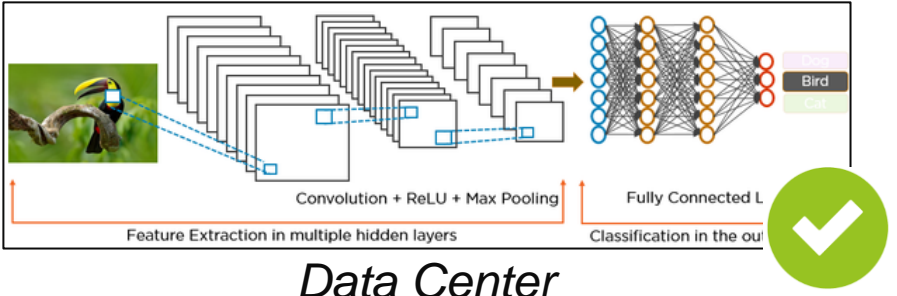 Dog
Bird
Cat
Convolution + ReLU + Max Pooling
Fully Connected
Feature Extraction in multiple hidden layers
Classification in the
Data Center